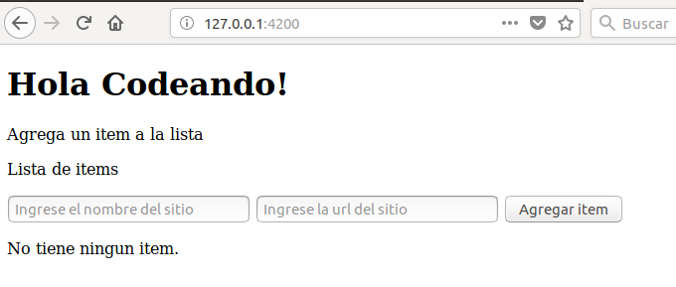 127.0.0.1:4200
Buscar
Hola Codeando!
Agrega un item a la lista
Lista de items
Ingrese el nombre del sitio Ingrese la url del sitio Agregar item
No tiene ningun item.